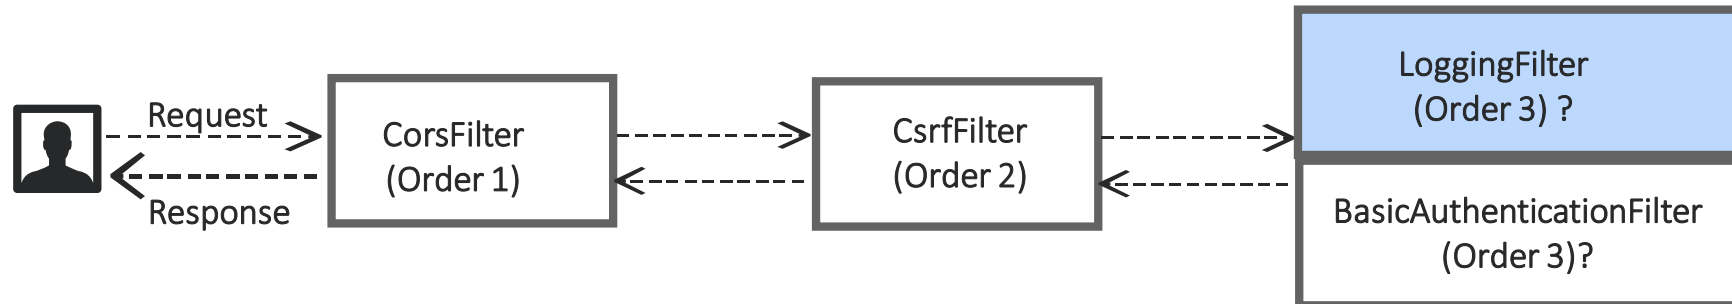 Request
Response
CorsFilter
(Order 1)
CsrfFilter
(Order 2)
LoggingFilter
(Order 3) ?
BasicAuthenticationFilter
(Order 3)?